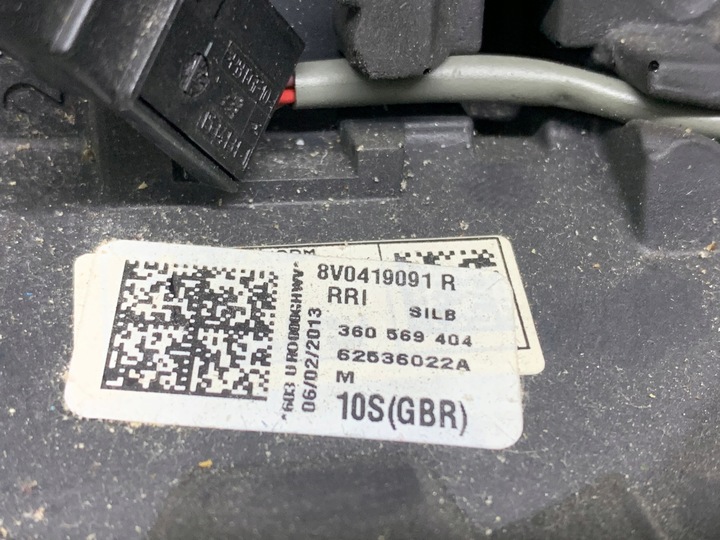 8V0419091 R
RRI SILB
360 569 404
62536022A
M
10S(GBR)
06/02/2013